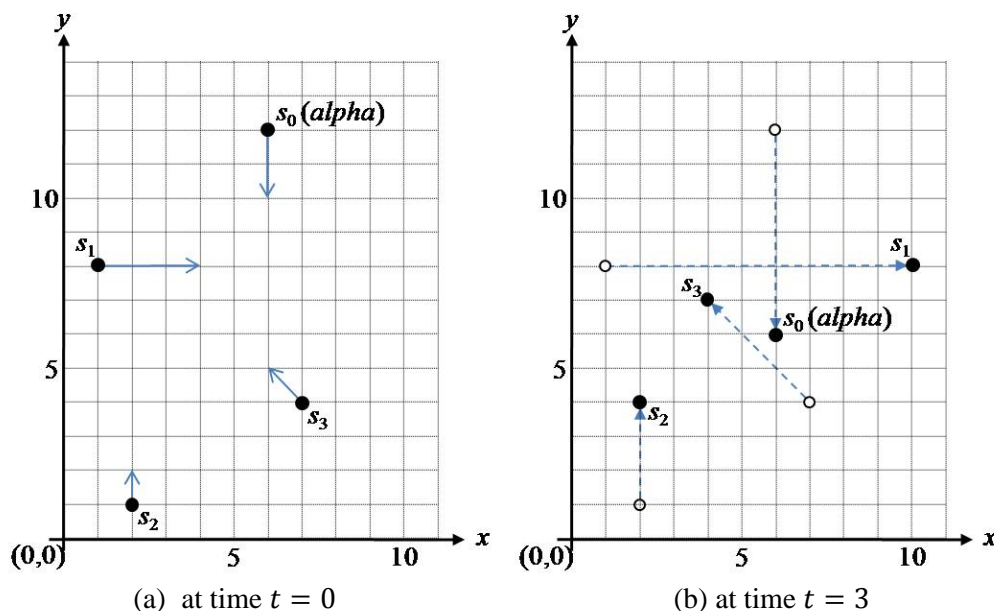 y
s₀ (alpha)
10
s₁
5
s₃
s₂
(0,0)
5
10
x
(a) at time t = 0
y
10
s₁
s₃
s₀ (alpha)
5
s₂
(0,0)
5
10
x
(b) at time t = 3